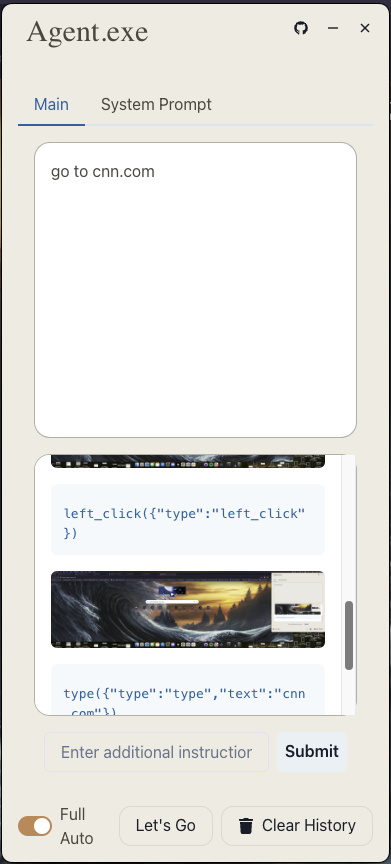 Agent.exe
Main
System Prompt
go to cnn.com
left_click({"type":"left_click"
})
type({"type":"type","text":"cnn
.com"})
Enter additional instruction
Submit
Full
Auto
Let's Go
Clear History